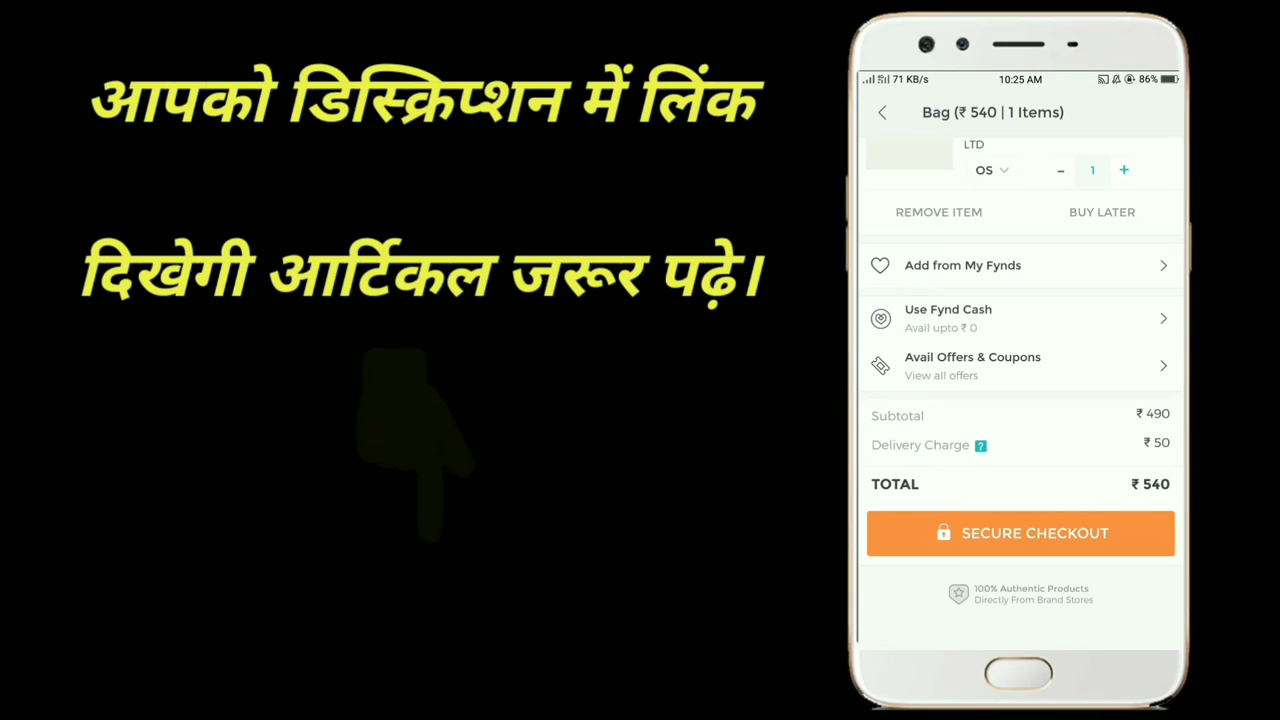 आपको डिस्क्रिप्शन में लिंक
दिखेगी आर्टिकल जरूर पढ़े।
71 KB/s 10:25 AM 86%
Bag (₹ 540 | 1 Items)
LTD
OS - 1 +
REMOVE ITEM BUY LATER
Add from My Fynds
Use Fynd Cash
Avail upto ₹ 0
Avail Offers & Coupons
View all offers
Subtotal ₹ 490
Delivery Charge ? ₹ 50
TOTAL ₹ 540
SECURE CHECKOUT
100% Authentic Products
Directly From Brand Stores